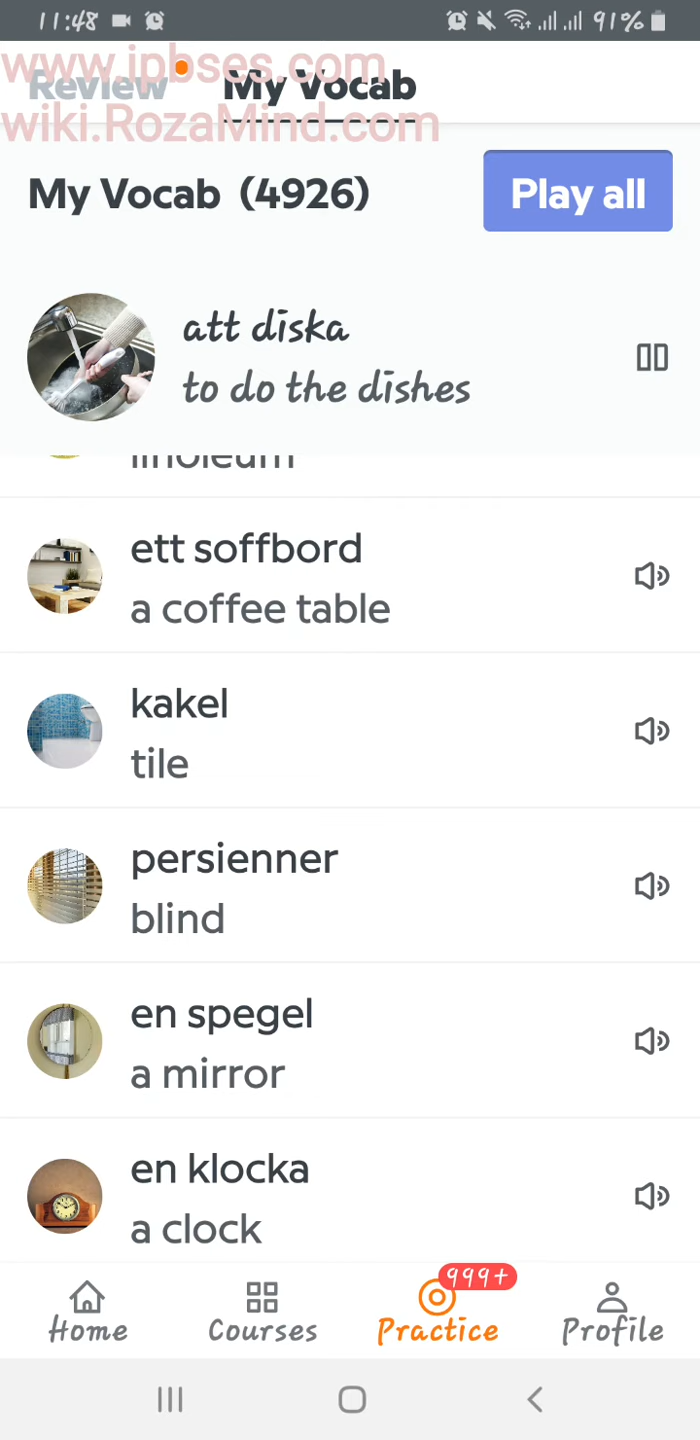 11:48 91%
www.ipbses.com
Review My Vocab
wiki.RozaMind.com
My Vocab (4926) Play all
att diska
to do the dishes
linoleum
ett soffbord
a coffee table
kakel
tile
persienner
blind
en spegel
a mirror
en klocka
a clock
999+
Home Courses Practice Profile